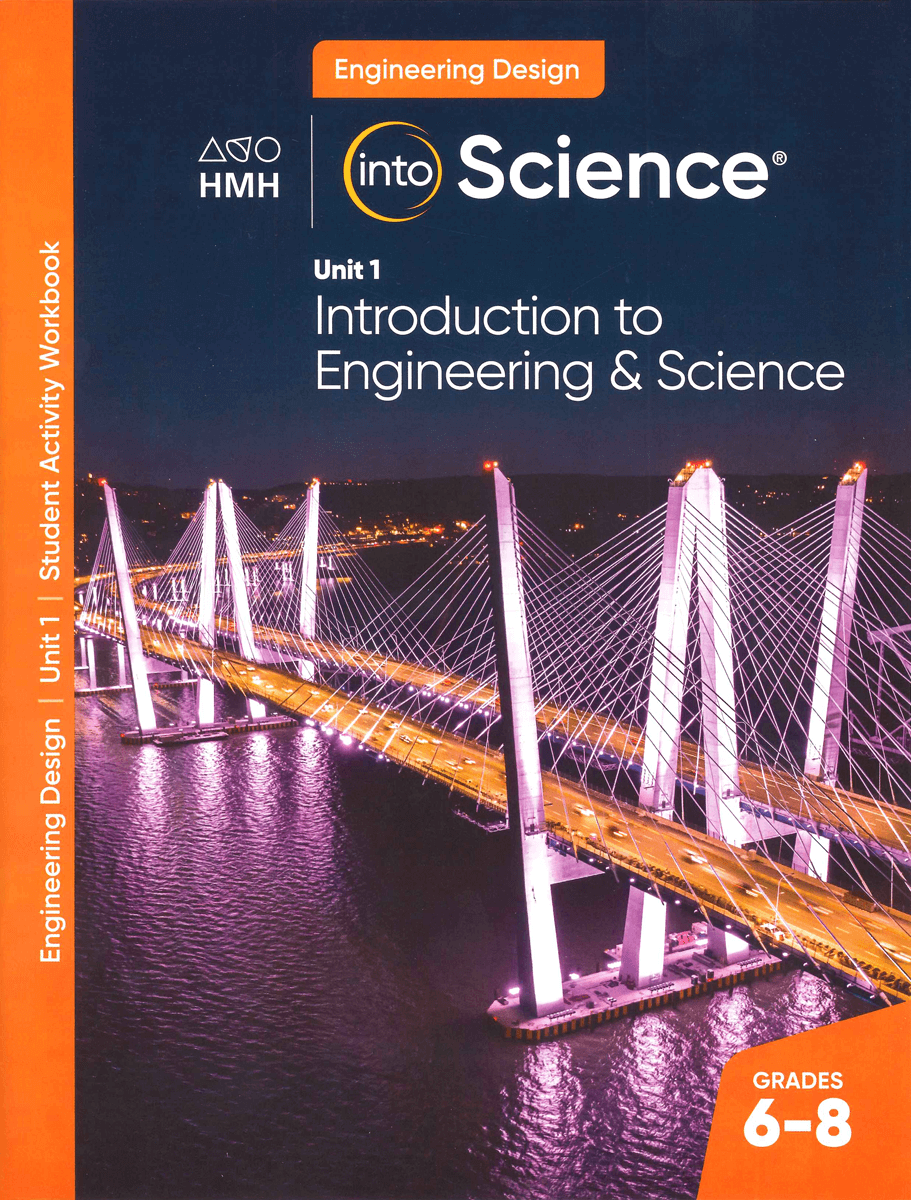 Engineering Design
HMH
into Science®
Unit 1
Introduction to
Engineering & Science
Engineering Design | Unit 1 | Student Activity Workbook
GRADES
6–8